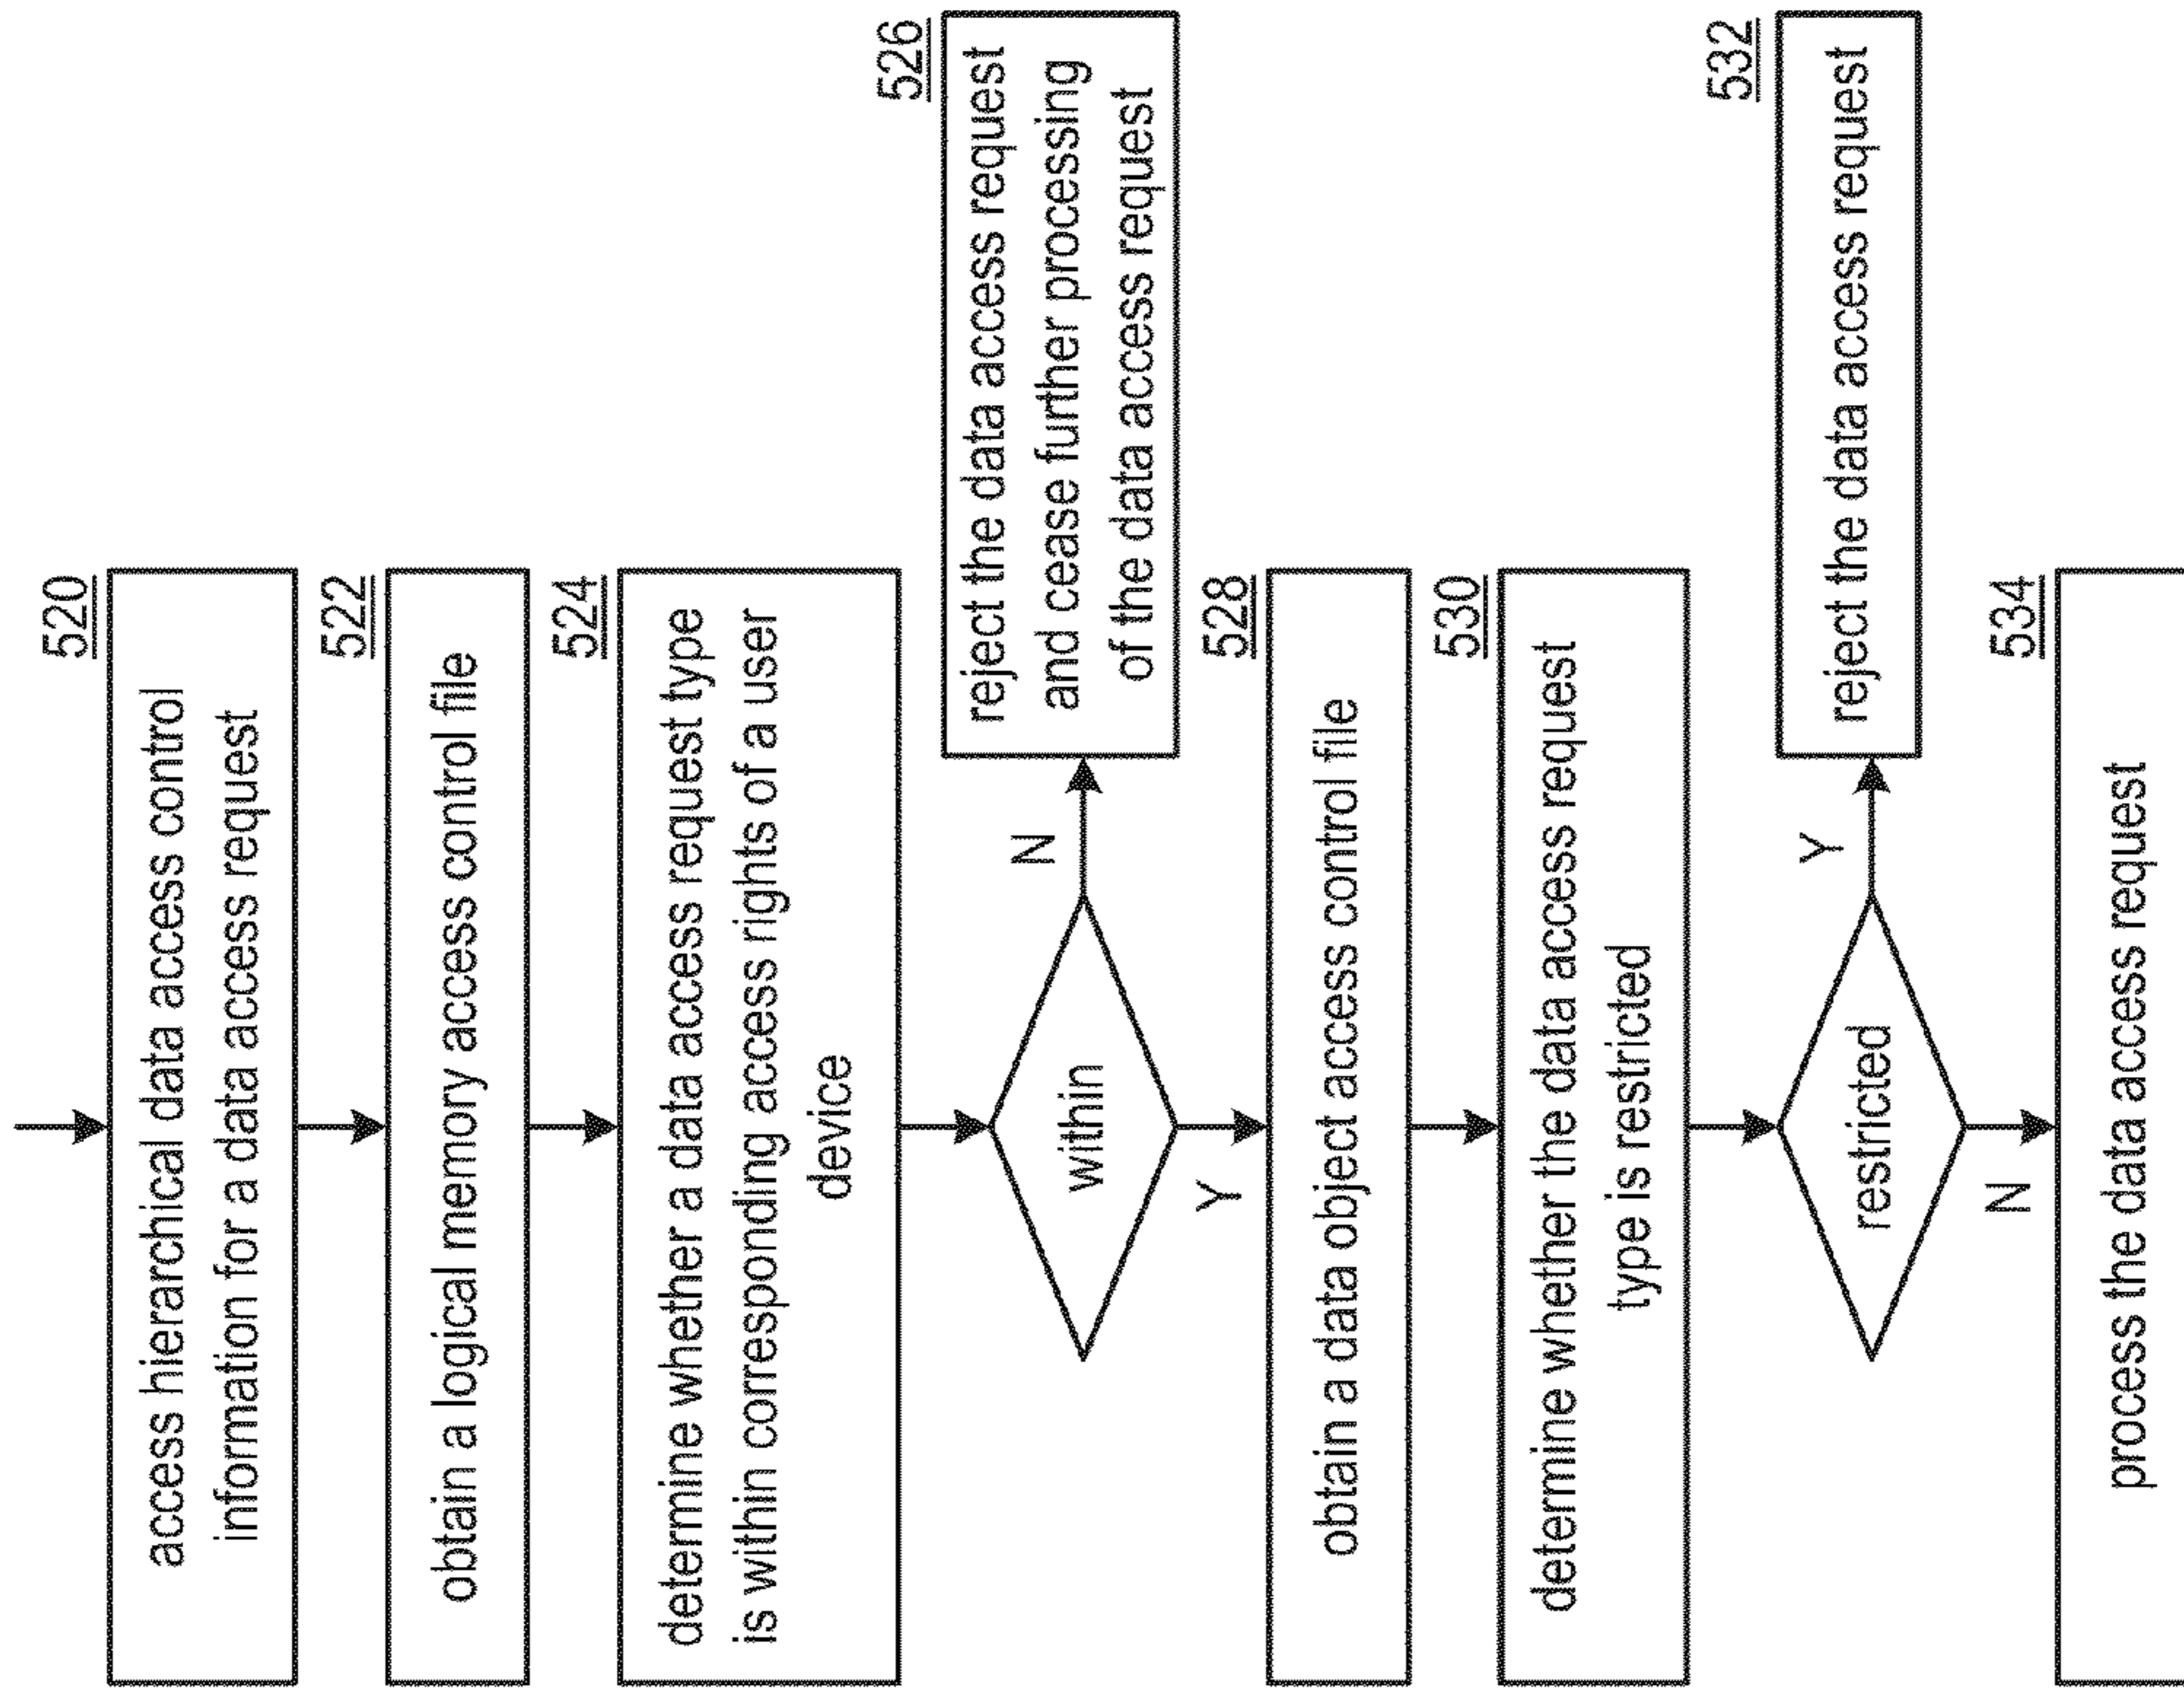 520
access hierarchical data access control
information for a data access request
522
obtain a logical memory access control file
524
determine whether a data access request type
is within corresponding access rights of a user
device
within
N
526
reject the data access request
and cease further processing
of the data access request
Y
528
obtain a data object access control file
530
determine whether the data access request
type is restricted
restricted
Y
532
reject the data access request
N
534
process the data access request